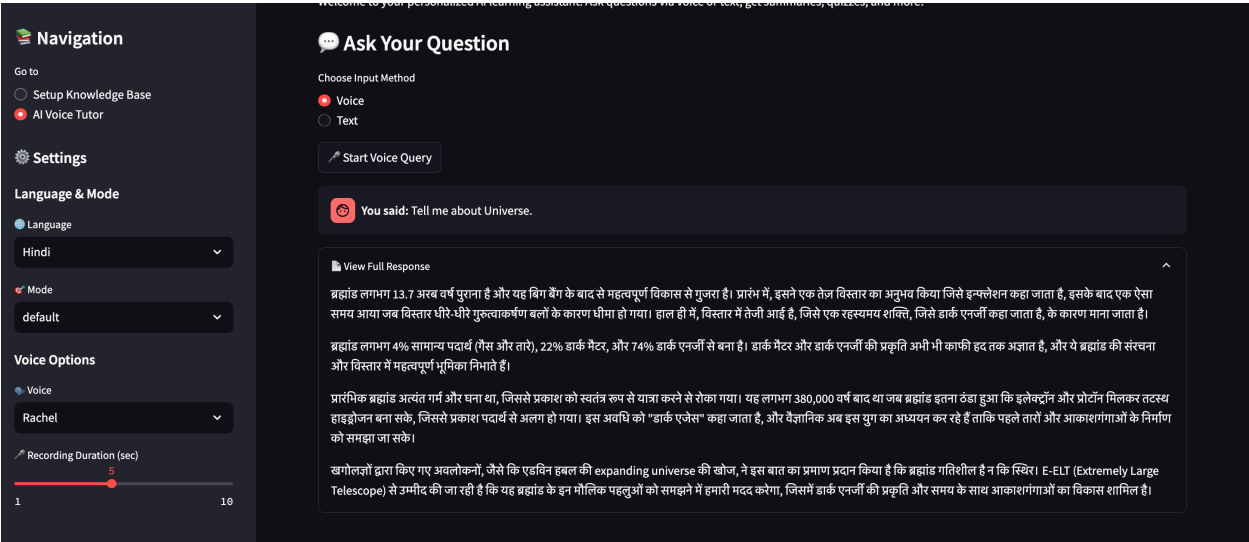 Navigation
Go to
Setup Knowledge Base
AI Voice Tutor
Settings
Language & Mode
Language
Hindi
Mode
default
Voice Options
Voice
Rachel
Recording Duration (sec)
5
1 10
Welcome to your personalized AI learning assistant. Ask questions via voice or text, get summaries, quizzes, and more!
Ask Your Question
Choose Input Method
Voice
Text
Start Voice Query
You said: Tell me about Universe.
View Full Response
ब्रह्मांड लगभग 13.7 अरब वर्ष पुराना है और यह बिग बैंग के बाद से महत्वपूर्ण विकास से गुजरा है। प्रारंभ में, इसने एक तेज़ विस्तार का अनुभव किया जिसे इन्फ्लेशन कहा जाता है, इसके बाद एक ऐसा
समय आया जब विस्तार धीरे-धीरे गुरुत्वाकर्षण बलों के कारण धीमा हो गया। हाल ही में, विस्तार में तेजी आई है, जिसे एक रहस्यमय शक्ति, जिसे डार्क एनर्जी कहा जाता है, के कारण माना जाता है।
ब्रह्मांड लगभग 4% सामान्य पदार्थ (गैस और तारे), 22% डार्क मैटर, और 74% डार्क एनर्जी से बना है। डार्क मैटर और डार्क एनर्जी की प्रकृति अभी भी काफी हद तक अज्ञात है, और ये ब्रह्मांड की संरचना
और विस्तार में महत्वपूर्ण भूमिका निभाते हैं।
प्रारंभिक ब्रह्मांड अत्यंत गर्म और घना था, जिससे प्रकाश को स्वतंत्र रूप से यात्रा करने से रोका गया। यह लगभग 380,000 वर्ष बाद था जब ब्रह्मांड इतना ठंडा हुआ कि इलेक्ट्रॉन और प्रोटॉन मिलकर तटस्थ
हाइड्रोजन बना सके, जिससे प्रकाश पदार्थ से अलग हो गया। इस अवधि को "डार्क एजेस" कहा जाता है, और वैज्ञानिक अब इस युग का अध्ययन कर रहे हैं ताकि पहले तारों और आकाशगंगाओं के निर्माण
को समझा जा सके।
खगोलज्ञों द्वारा किए गए अवलोकनों, जैसे कि एडविन हबल की expanding universe की खोज, ने इस बात का प्रमाण प्रदान किया है कि ब्रह्मांड गतिशील है न कि स्थिर। E-ELT (Extremely Large
Telescope) से उम्मीद की जा रही है कि यह ब्रह्मांड के इन मौलिक पहलुओं को समझने में हमारी मदद करेगा, जिसमें डार्क एनर्जी की प्रकृति और समय के साथ आकाशगंगाओं का विकास शामिल है।